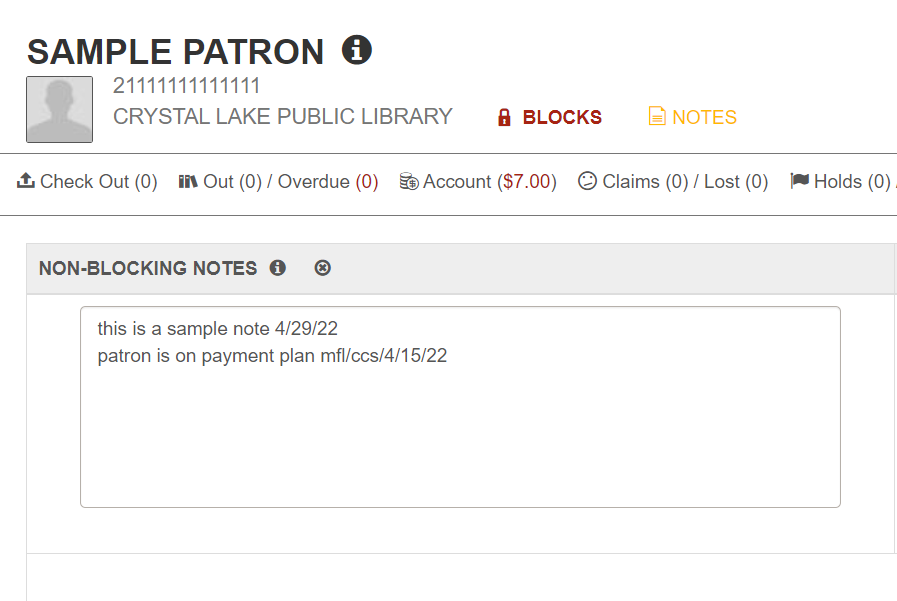 SAMPLE PATRON
21111111111111
CRYSTAL LAKE PUBLIC LIBRARY BLOCKS NOTES
Check Out (0) Out (0) / Overdue (0) Account ($7.00) Claims (0) / Lost (0) Holds (0) /
NON-BLOCKING NOTES
this is a sample note 4/29/22
patron is on payment plan mfl/ccs/4/15/22